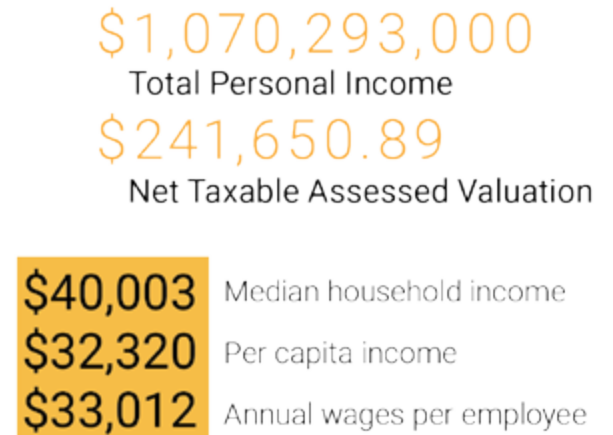 $1,070,293,000
Total Personal Income
$241,650.89
Net Taxable Assessed Valuation
$40,003 Median household income
$32,320 Per capita income
$33,012 Annual wages per employee